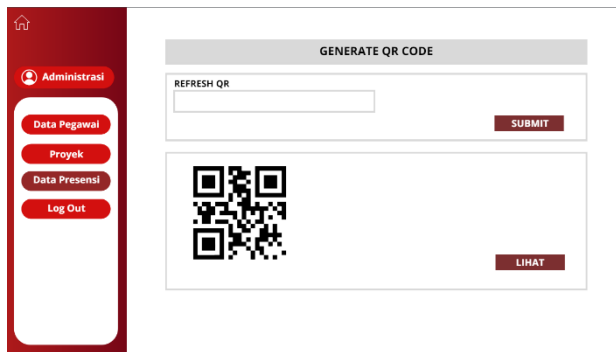 Administrasi
Data Pegawai
Proyek
Data Presensi
Log Out
GENERATE QR CODE
REFRESH QR
SUBMIT
LIHAT